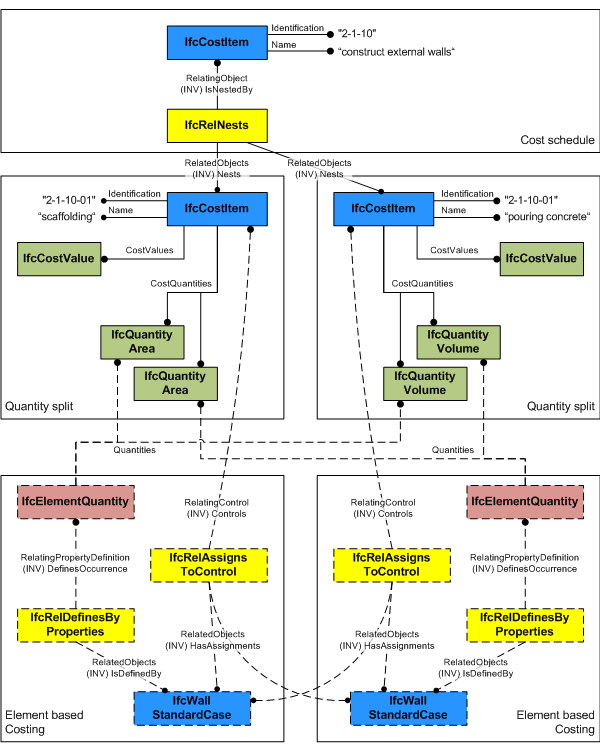 IfcCostItem
Identification
"2-1-10"
Name
"construct external walls"
RelatingObject
(INV) IsNestedBy
IfcRelNests
Cost schedule
RelatedObjects
(INV) Nests
RelatedObjects
(INV) Nests
"2-1-10-01"
Identification
"scaffolding"
Name
IfcCostItem
IfcCostItem
Identification
"2-1-10-01"
Name
"pouring concrete"
IfcCostValue
CostValues
CostValues
IfcCostValue
CostQuantities
CostQuantities
IfcQuantity
Area
IfcQuantity
Volume
IfcQuantity
Area
IfcQuantity
Volume
Quantity split
Quantity split
Quantities
Quantities
IfcElementQuantity
IfcElementQuantity
RelatingControl
(INV) Controls
RelatingControl
(INV) Controls
RelatingPropertyDefinition
(INV) DefinesOccurrence
IfcRelAssigns
ToControl
IfcRelAssigns
ToControl
RelatingPropertyDefinition
(INV) DefinesOccurrence
IfcRelDefinesBy
Properties
IfcRelDefinesBy
Properties
RelatedObjects
(INV) HasAssignments
RelatedObjects
(INV) HasAssignments
RelatedObjects
(INV) IsDefinedBy
RelatedObjects
(INV) IsDefinedBy
IfcWall
StandardCase
IfcWall
StandardCase
Element based
Costing
Element based
Costing